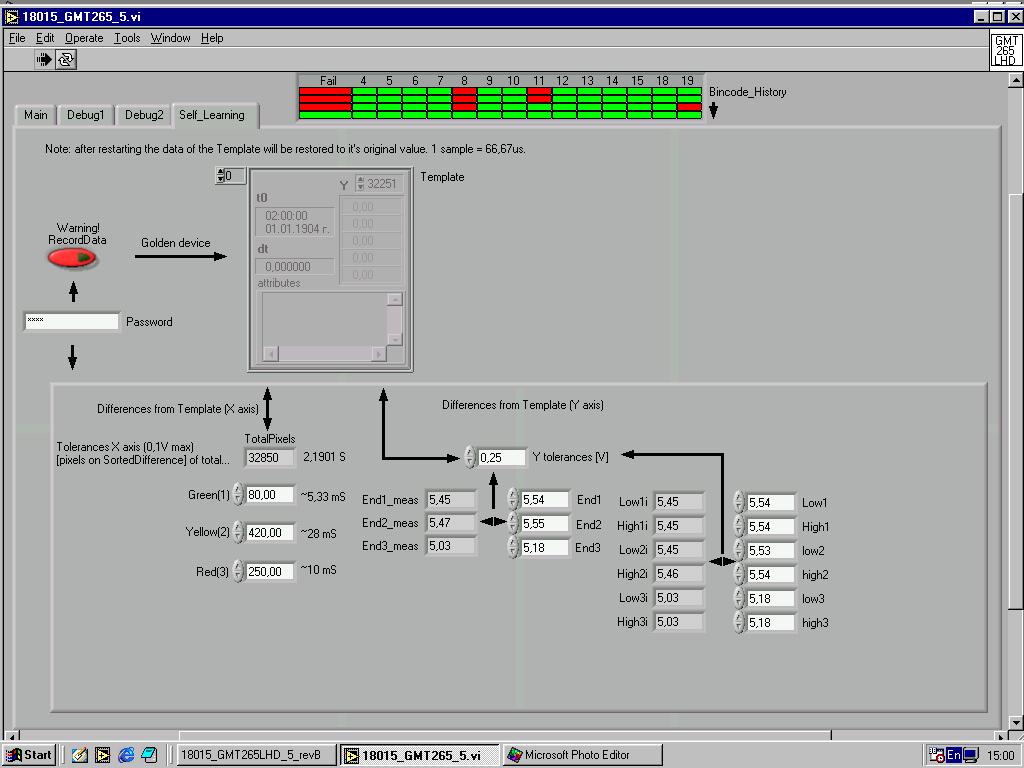 18015_GMT265_5.vi
File Edit Operate Tools Window Help
GMT
265
LHD
Fail 4 5 6 7 8 9 10 11 12 13 14 15 18 19
Bincode_History
Main Debug1 Debug2 Self_Learning
Note: after restarting the data of the Template will be restored to it's original value. 1 sample = 66,67us.
0
Y 32251
Template
t0
02:00:00
01.01.1904 г.
dt
0,000000
attributes
0,00
0,00
0,00
0,00
0,00
Warning!
RecordData
Golden device
**** Password
Differences from Template (X axis)
Differences from Template (Y axis)
Tolerances X axis (0,1V max)
[pixels on SortedDifference] of total...
TotalPixels
32850 2,1901 S
Green(1) 80,00 ~5,33 mS
Yellow(2) 420,00 ~28 mS
Red(3) 250,00 ~10 mS
0,25 Y tolerances [V]
End1_meas 5,45 5,54 End1
End2_meas 5,47 5,55 End2
End3_meas 5,03 5,18 End3
Low1i 5,45 5,54 Low1
High1i 5,45 5,54 High1
Low2i 5,45 5,53 low2
High2i 5,46 5,54 high2
Low3i 5,03 5,18 low3
High3i 5,03 5,18 high3
Start 18015_GMT265LHD_5_revB 18015_GMT265_5.vi Microsoft Photo Editor En 15:00